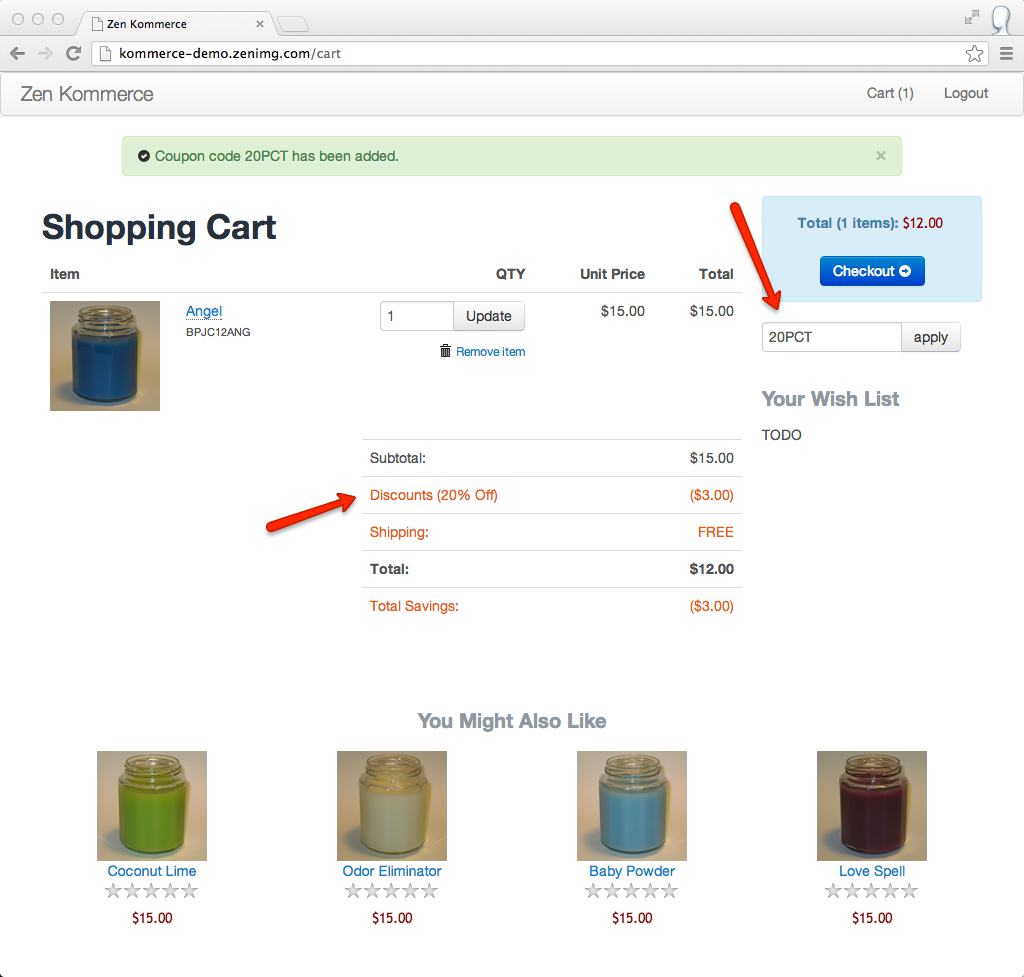 Zen Kommerce
kommerce-demo.zenimg.com/cart
Zen Kommerce Cart (1) Logout
Coupon code 20PCT has been added. ×
Shopping Cart
Total (1 items): $12.00
Checkout
Item QTY Unit Price Total
Angel 1 Update $15.00 $15.00
BPJC12ANG
Remove item
20PCT apply
Your Wish List
TODO
Subtotal: $15.00
Discounts (20% Off) ($3.00)
Shipping: FREE
Total: $12.00
Total Savings: ($3.00)
You Might Also Like
Coconut Lime Odor Eliminator Baby Powder Love Spell
$15.00 $15.00 $15.00 $15.00